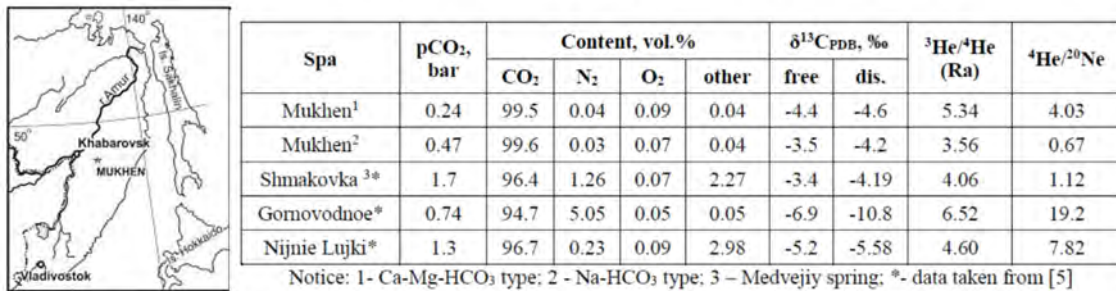 140°
Is. Sakhalin
Amur
50°
Khabarovsk
MUKHEN
Is. Hokkaido
Vladivostok
Spa pCO₂, bar Content, vol.% δ¹³C_PDB, ‰ ³He/⁴He (Ra) ⁴He/²⁰Ne
CO₂ N₂ O₂ other free dis.
Mukhen¹ 0.24 99.5 0.04 0.09 0.04 -4.4 -4.6 5.34 4.03
Mukhen² 0.47 99.6 0.03 0.07 0.04 -3.5 -4.2 3.56 0.67
Shmakovka ³* 1.7 96.4 1.26 0.07 2.27 -3.4 -4.19 4.06 1.12
Gornovodnoe* 0.74 94.7 5.05 0.05 0.05 -6.9 -10.8 6.52 19.2
Nijnie Lujki* 1.3 96.7 0.23 0.09 2.98 -5.2 -5.58 4.60 7.82
Notice: 1- Ca-Mg-HCO₃ type; 2 - Na-HCO₃ type; 3 – Medvejiy spring; *- data taken from [5]